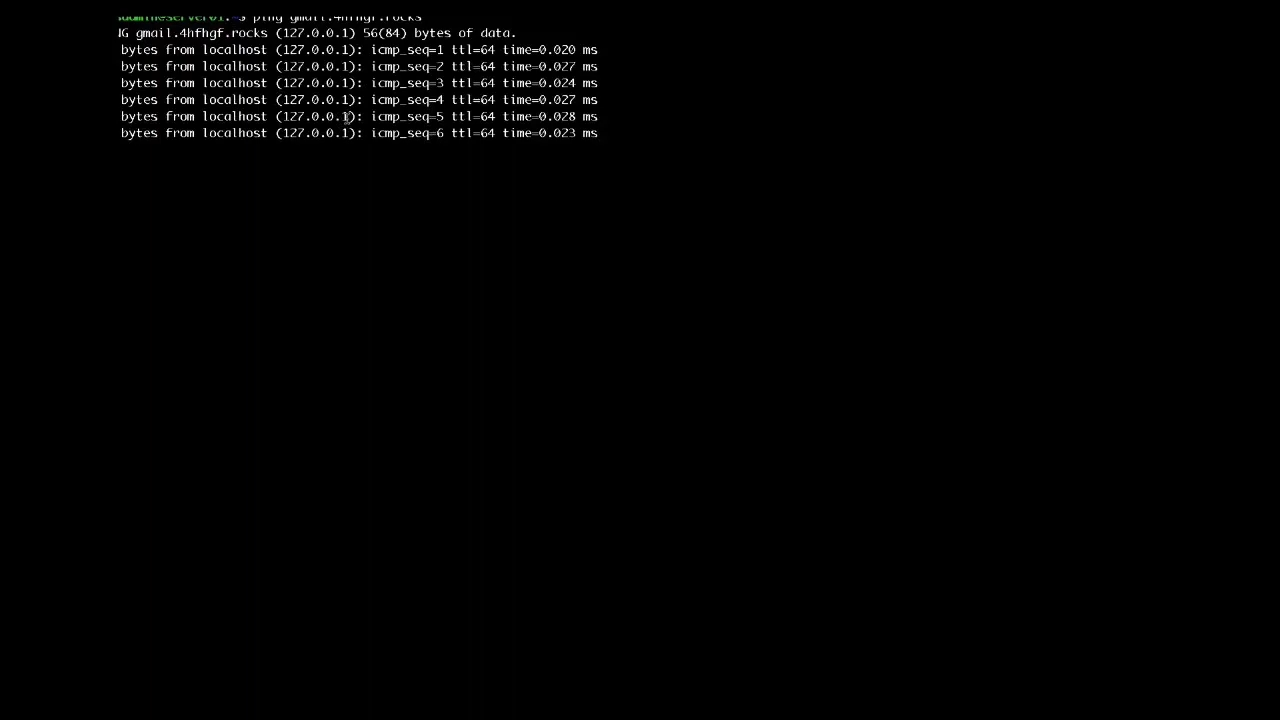 ping gmail.4hfhgf.rocks
NG gmail.4hfhgf.rocks (127.0.0.1) 56(84) bytes of data.
bytes from localhost (127.0.0.1): icmp_seq=1 ttl=64 time=0.020 ms
bytes from localhost (127.0.0.1): icmp_seq=2 ttl=64 time=0.027 ms
bytes from localhost (127.0.0.1): icmp_seq=3 ttl=64 time=0.024 ms
bytes from localhost (127.0.0.1): icmp_seq=4 ttl=64 time=0.027 ms
bytes from localhost (127.0.0.1): icmp_seq=5 ttl=64 time=0.028 ms
bytes from localhost (127.0.0.1): icmp_seq=6 ttl=64 time=0.023 ms